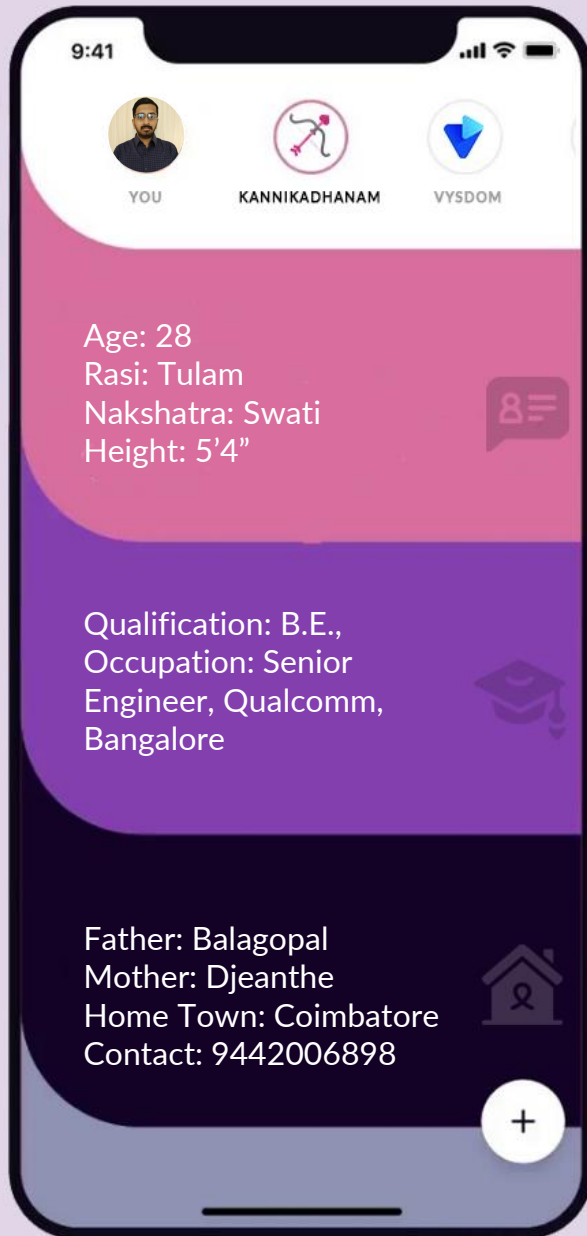 9:41
YOU
KANNIKADHANAM
VYSDOM
Age: 28
Rasi: Tulam
Nakshatra: Swati
Height: 5’4”
Qualification: B.E.,
Occupation: Senior
Engineer, Qualcomm,
Bangalore
Father: Balagopal
Mother: Djeanthe
Home Town: Coimbatore
Contact: 9442006898